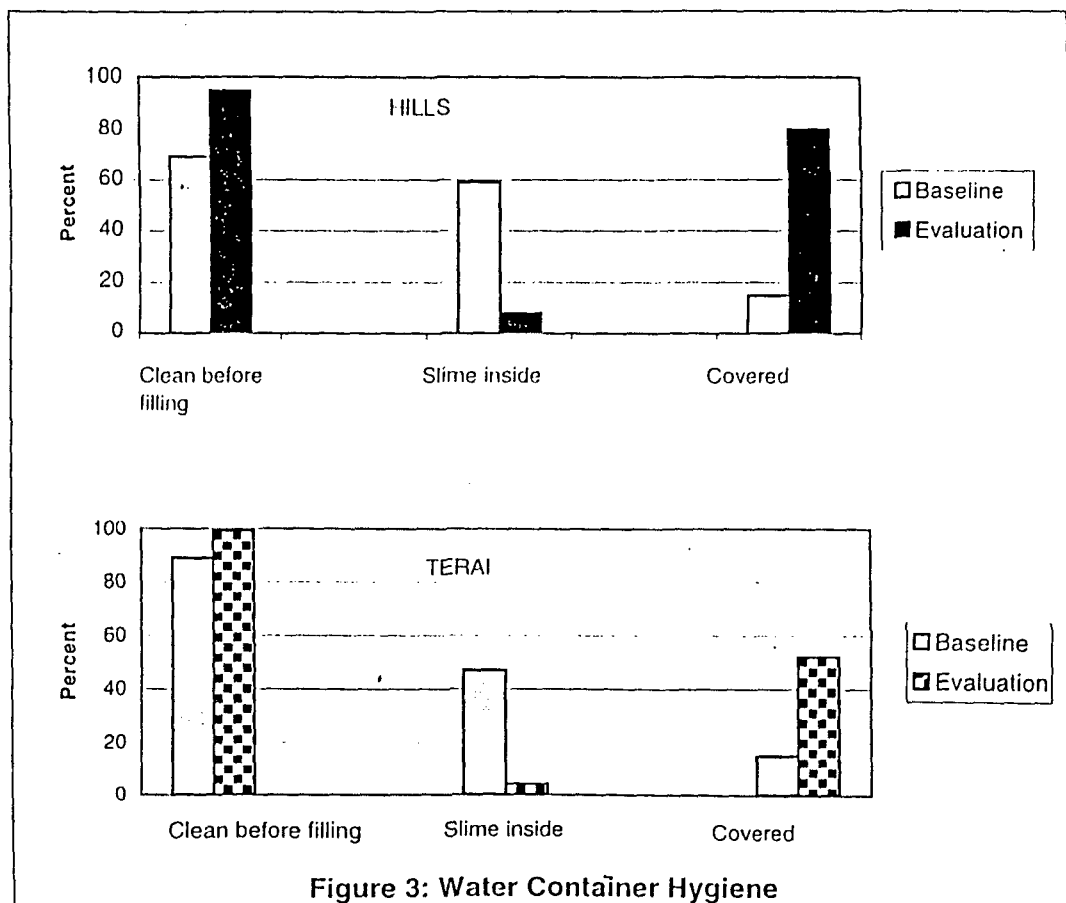 HILLS
Percent
100
80
60
40
20
0
Clean before
filling
Slime inside
Covered
Baseline
Evaluation
TERAI
Percent
100
80
60
40
20
0
Clean before filling
Slime inside
Covered
Baseline
Evaluation
Figure 3: Water Container Hygiene